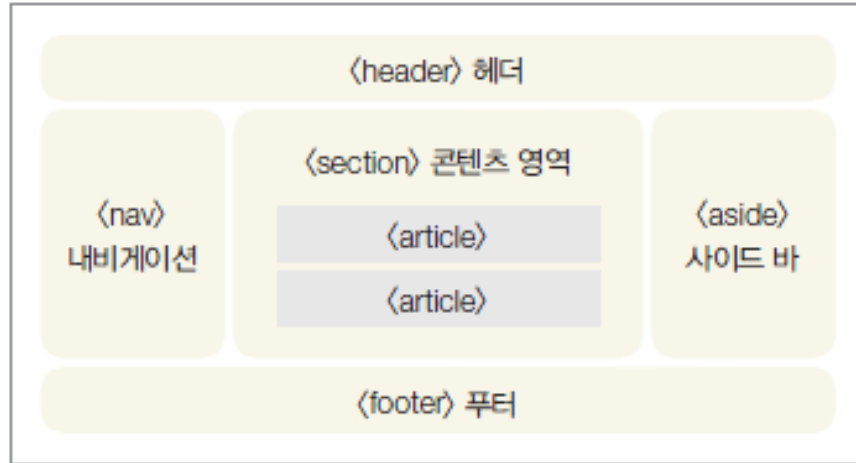 〈header〉 헤더
〈nav〉
내비게이션
〈section〉 콘텐츠 영역
〈article〉
〈article〉
〈aside〉
사이드 바
〈footer〉 푸터